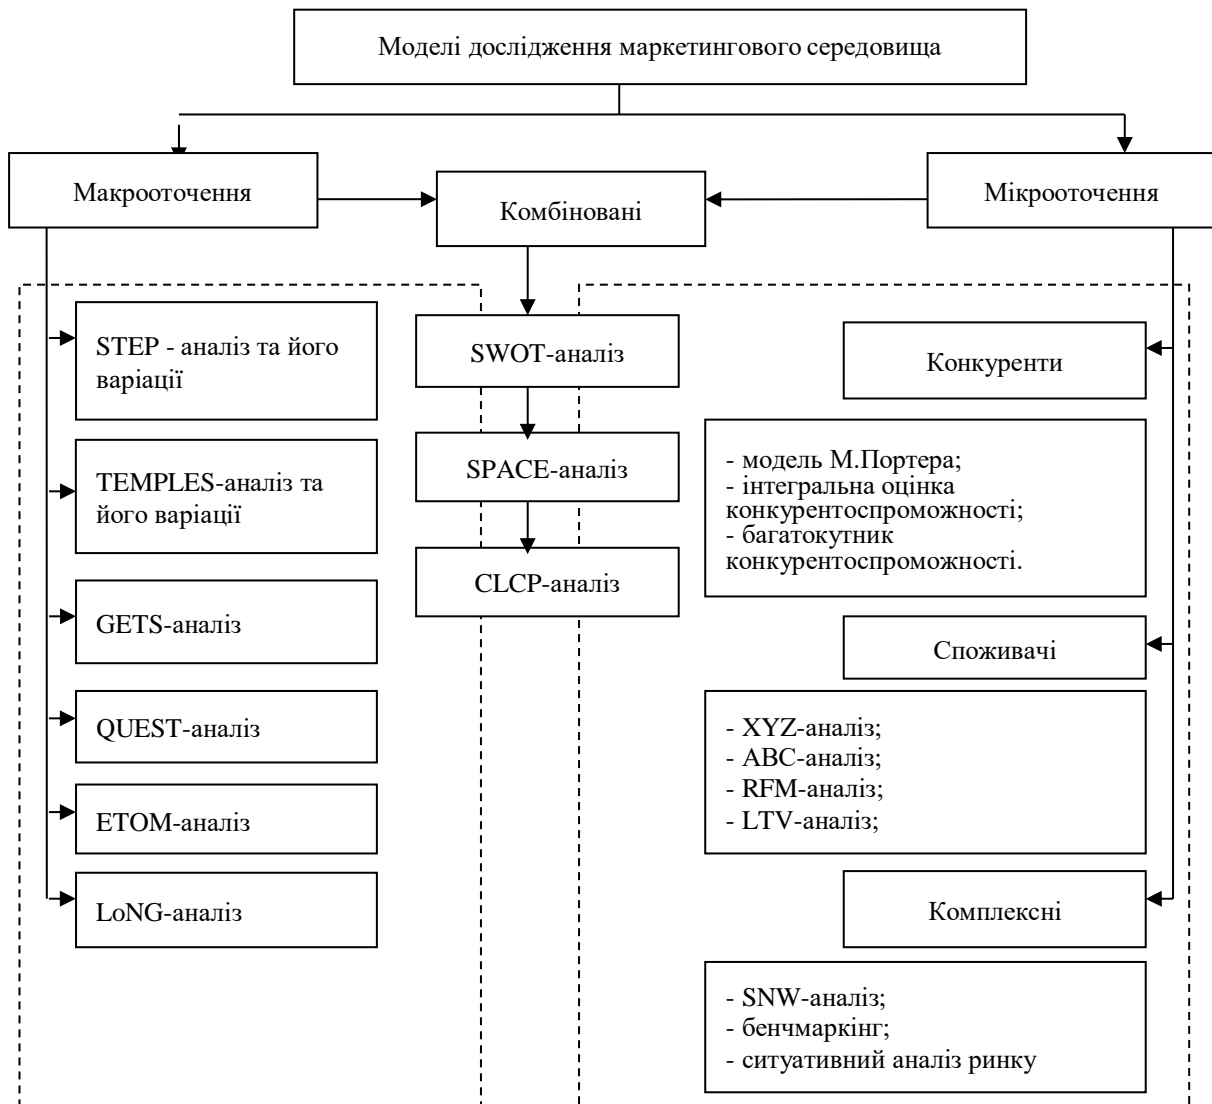 Моделі дослідження маркетингового середовища
Макрооточення
Комбіновані
Мікрооточення
STEP - аналіз та його
варіації
TEMPLES-аналіз та
його варіації
GETS-аналіз
QUEST-аналіз
ETOM-аналіз
LoNG-аналіз
SWOT-аналіз
SPACE-аналіз
CLCP-аналіз
Конкуренти
- модель М.Портера;
- інтегральна оцінка
конкурентоспроможності;
- багатокутник
конкурентоспроможності.
Споживачі
- XYZ-аналіз;
- ABC-аналіз;
- RFM-аналіз;
- LTV-аналіз;
Комплексні
- SNW-аналіз;
- бенчмаркінг;
- ситуативний аналіз ринку